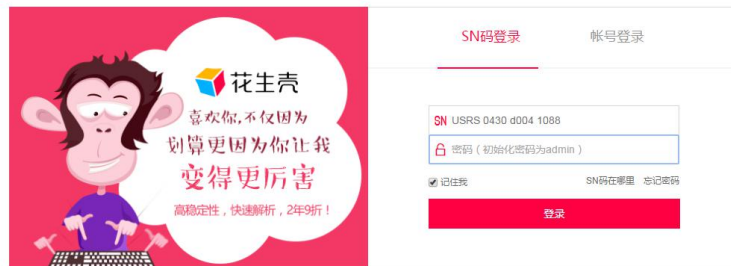 花生壳
喜欢你,不仅因为
划算更因为你让我
变得更厉害
高稳定性，快速解析，2年9折！
SN码登录
帐号登录
SN USRS 0430 d004 1088
密码（初始化密码为admin）
记住我
SN码在哪里 忘记密码
登录